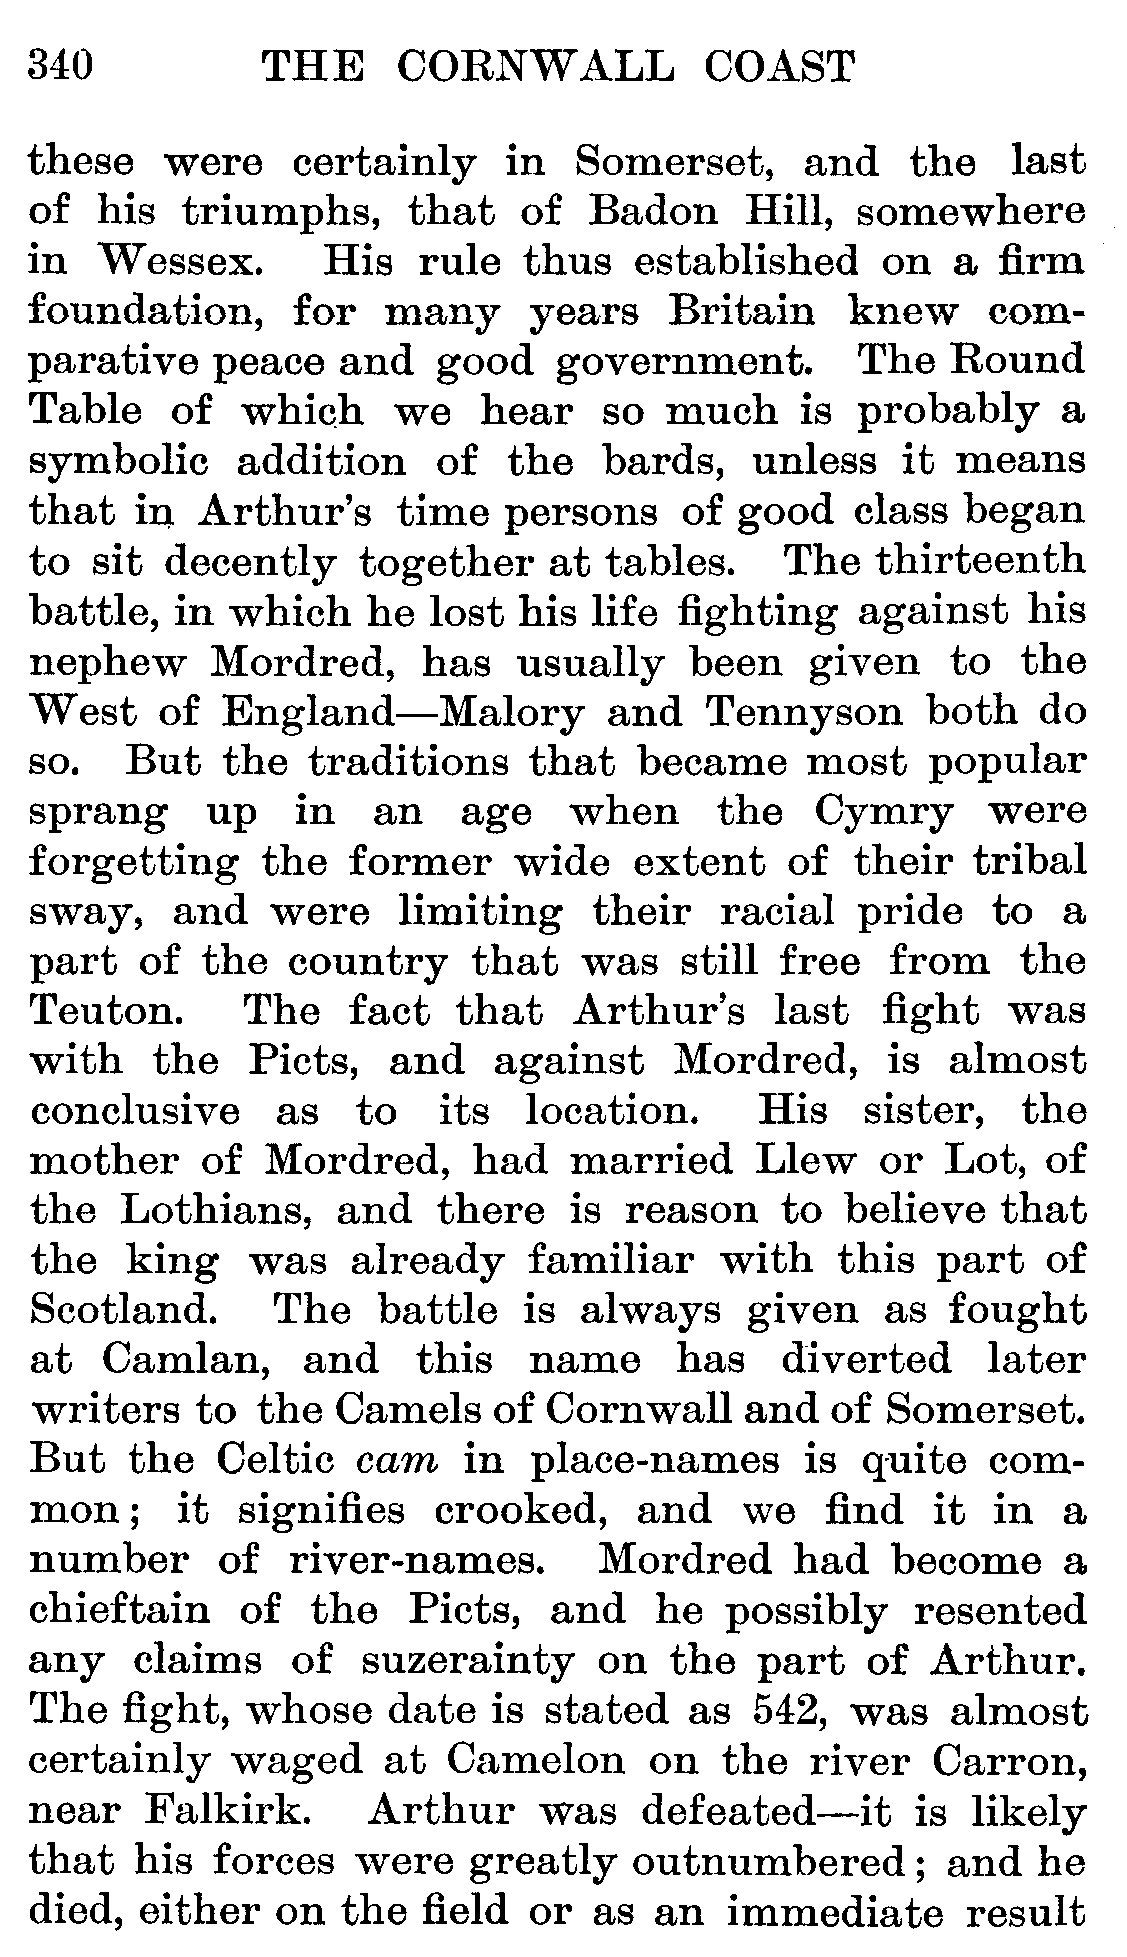 340 THE CORNWALL COAST
these were certainly in Somerset, and the last
of his triumphs, that of Badon Hill, somewhere
in Wessex. His rule thus established on a firm
foundation, for many years Britain knew com-
parative peace and good government. The Round
Table of which we hear so much is probably a
symbolic addition of the bards, unless it means
that in Arthur's time persons of good class began
to sit decently together at tables. The thirteenth
battle, in which he lost his life fighting against his
nephew Mordred, has usually been given to the
West of England—Malory and Tennyson both do
so. But the traditions that became most popular
sprang up in an age when the Cymry were
forgetting the former wide extent of their tribal
sway, and were limiting their racial pride to a
part of the country that was still free from the
Teuton. The fact that Arthur's last fight was
with the Picts, and against Mordred, is almost
conclusive as to its location. His sister, the
mother of Mordred, had married Llew or Lot, of
the Lothians, and there is reason to believe that
the king was already familiar with this part of
Scotland. The battle is always given as fought
at Camlan, and this name has diverted later
writers to the Camels of Cornwall and of Somerset.
But the Celtic cam in place-names is quite com-
mon; it signifies crooked, and we find it in a
number of river-names. Mordred had become a
chieftain of the Picts, and he possibly resented
any claims of suzerainty on the part of Arthur.
The fight, whose date is stated as 542, was almost
certainly waged at Camelon on the river Carron,
near Falkirk. Arthur was defeated—it is likely
that his forces were greatly outnumbered; and he
died, either on the field or as an immediate result